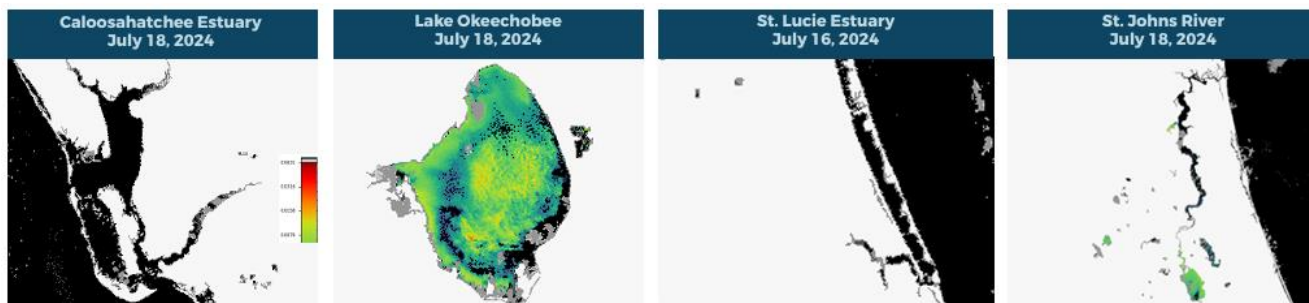 Caloosahatchee Estuary
July 18, 2024
Lake Okeechobee
July 18, 2024
St. Lucie Estuary
July 16, 2024
St. Johns River
July 18, 2024